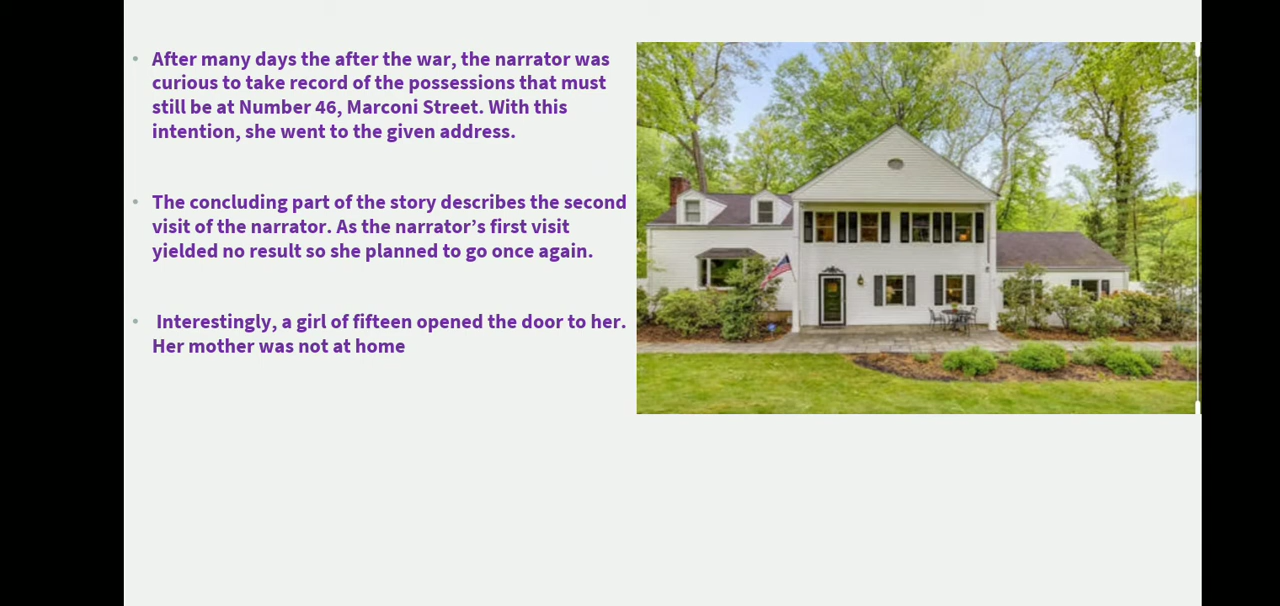 After many days the after the war, the narrator was
curious to take record of the possessions that must
still be at Number 46, Marconi Street. With this
intention, she went to the given address.
The concluding part of the story describes the second
visit of the narrator. As the narrator’s first visit
yielded no result so she planned to go once again.
Interestingly, a girl of fifteen opened the door to her.
Her mother was not at home